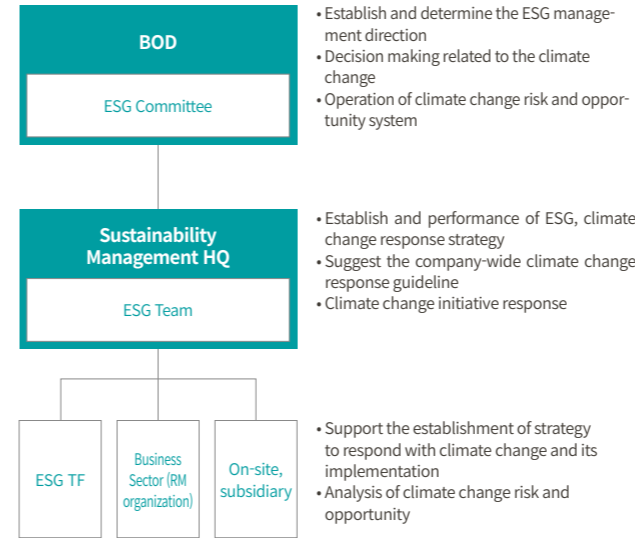 BOD
ESG Committee
• Establish and determine the ESG manage-
ment direction
• Decision making related to the climate
change
• Operation of climate change risk and oppor-
tunity system
Sustainability
Management HQ
ESG Team
• Establish and performance of ESG, climate
change response strategy
• Suggest the company-wide climate change
response guideline
• Climate change initiative response
ESG TF
Business
Sector (RM
organization)
On-site,
subsidiary
• Support the establishment of strategy
to respond with climate change and its
implementation
• Analysis of climate change risk and
opportunity